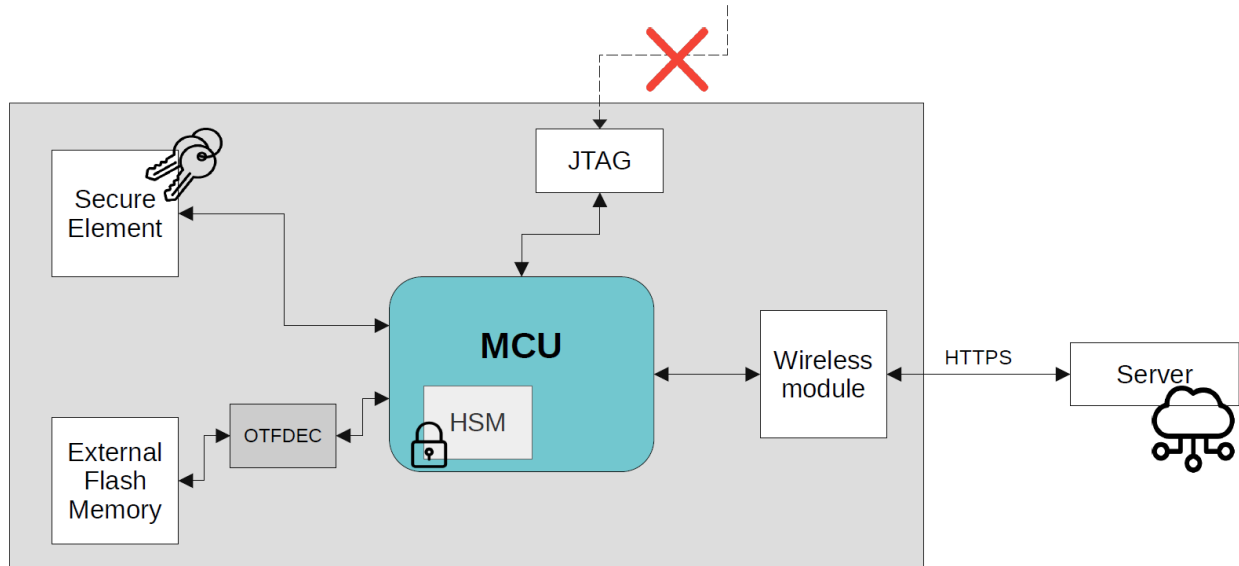 JTAG
Secure
Element
MCU
HSM
Wireless
module
HTTPS
Server
OTFDEC
External
Flash
Memory